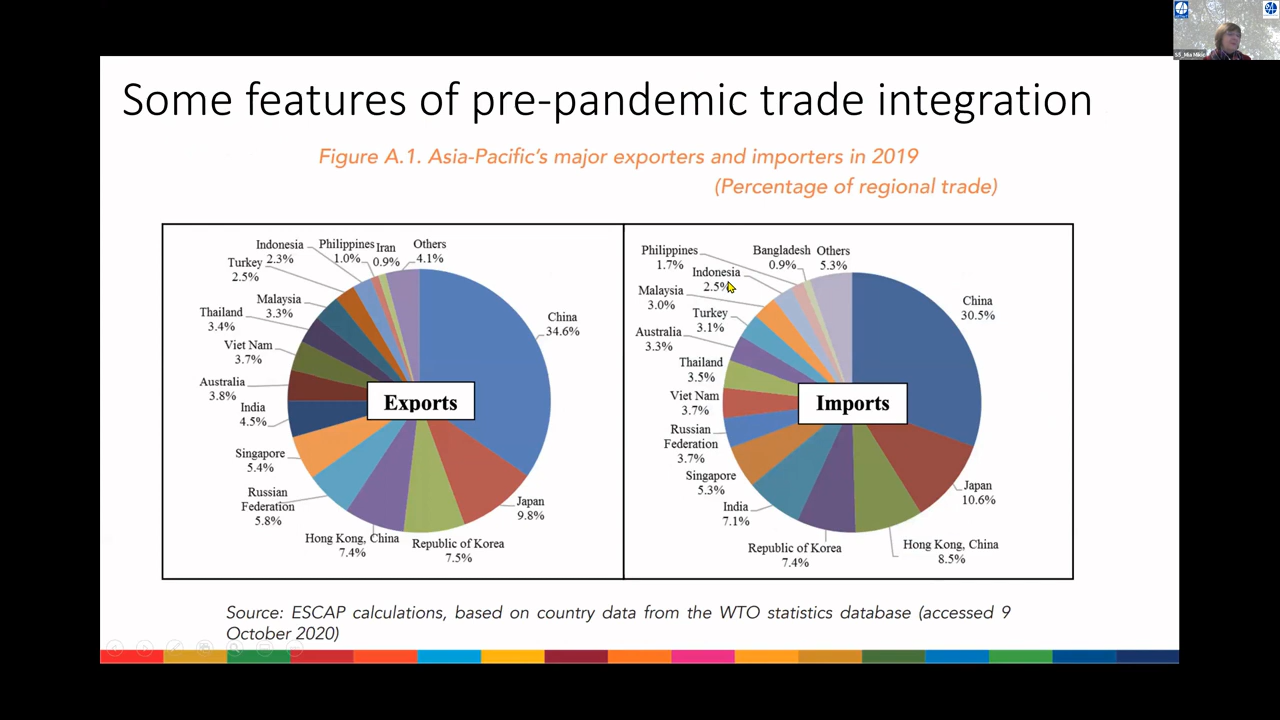 Some features of pre-pandemic trade integration
Figure A.1. Asia-Pacific's major exporters and importers in 2019
(Percentage of regional trade)
Exports
China
34.6%
Japan
9.8%
Republic of Korea
7.5%
Hong Kong, China
7.4%
Russian
Federation
5.8%
Singapore
5.4%
India
4.5%
Australia
3.8%
Viet Nam
3.7%
Thailand
3.4%
Malaysia
3.3%
Turkey
2.5%
Indonesia
2.3%
Philippines
1.0%
Iran
0.9%
Others
4.1%
Imports
China
30.5%
Japan
10.6%
Hong Kong, China
8.5%
Republic of Korea
7.4%
India
7.1%
Singapore
5.3%
Russian
Federation
3.7%
Viet Nam
3.7%
Thailand
3.5%
Australia
3.3%
Turkey
3.1%
Malaysia
3.0%
Indonesia
2.5%
Philippines
1.7%
Bangladesh
0.9%
Others
5.3%
Source: ESCAP calculations, based on country data from the WTO statistics database (accessed 9
October 2020)